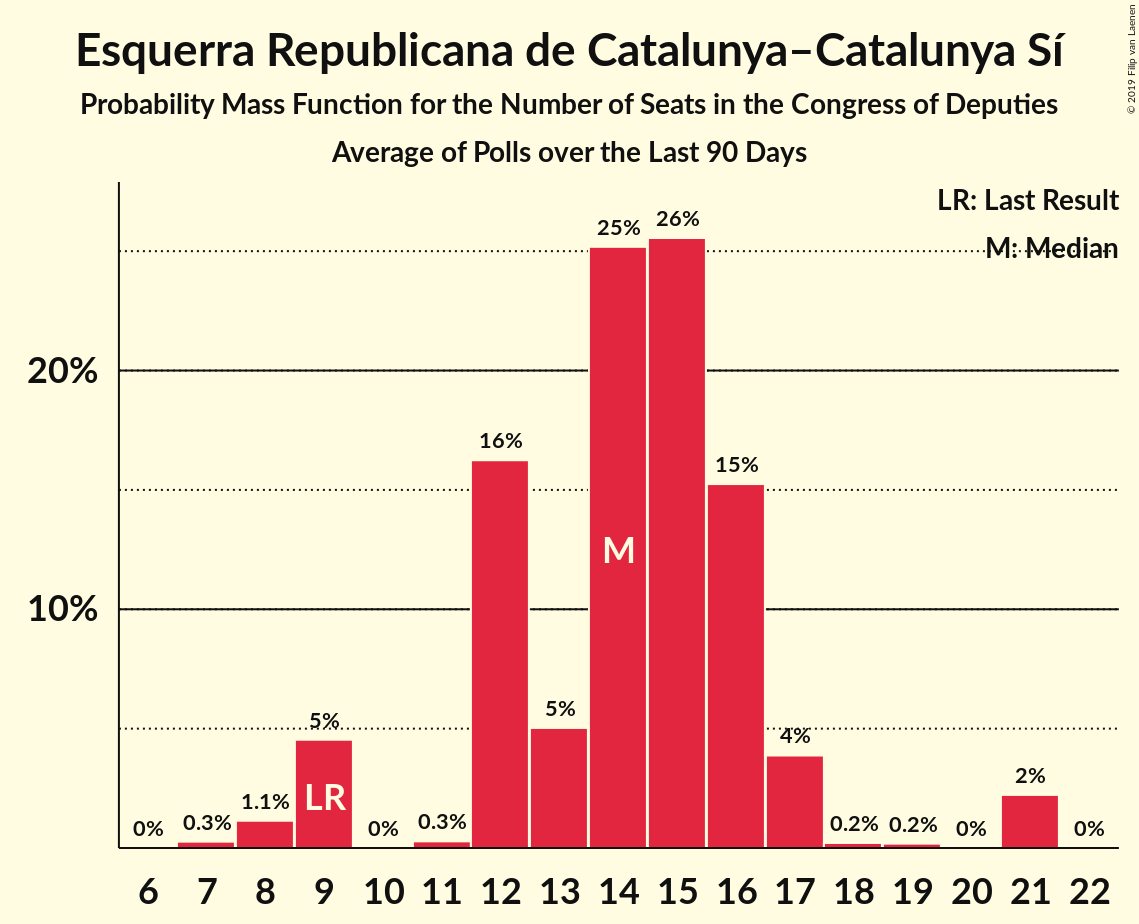 Esquerra Republicana de Catalunya–Catalunya Sí
Probability Mass Function for the Number of Seats in the Congress of Deputies
Average of Polls over the Last 90 Days
© 2019 Filip van Laenen
LR: Last Result
M: Median
20%
10%
0%
0.3%
1.1%
5%
0%
0.3%
16%
5%
25%
26%
15%
4%
0.2%
0.2%
0%
2%
0%
LR
M
6 7 8 9 10 11 12 13 14 15 16 17 18 19 20 21 22